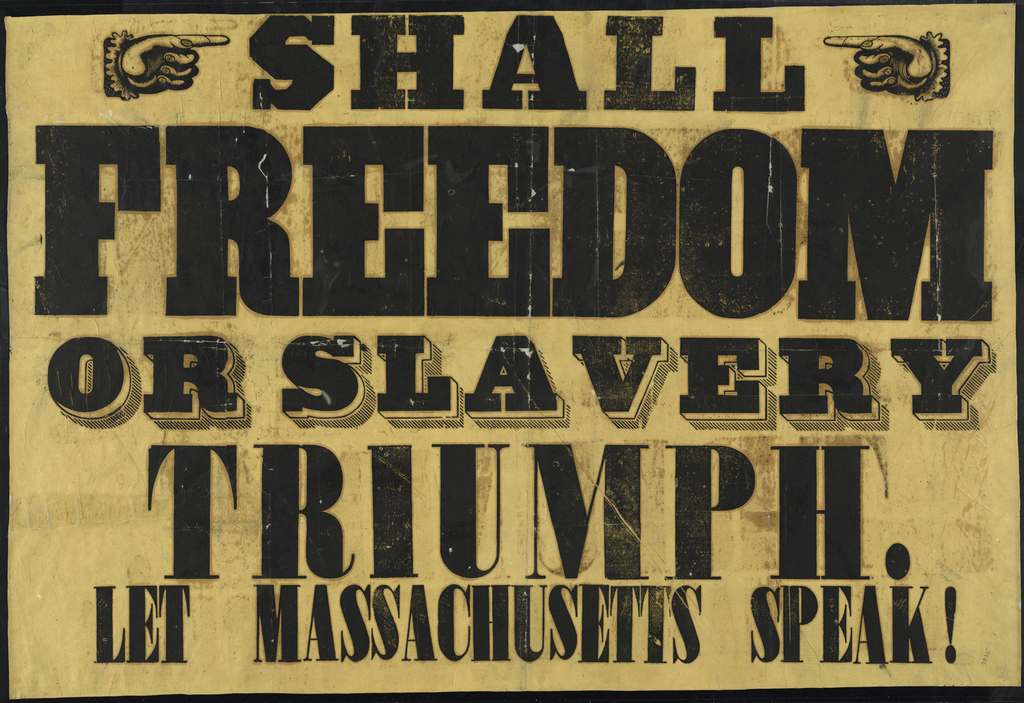 SHALL
FREEDOM
OR SLAVERY
TRIUMPH.
LET MASSACHUSETTS SPEAK!